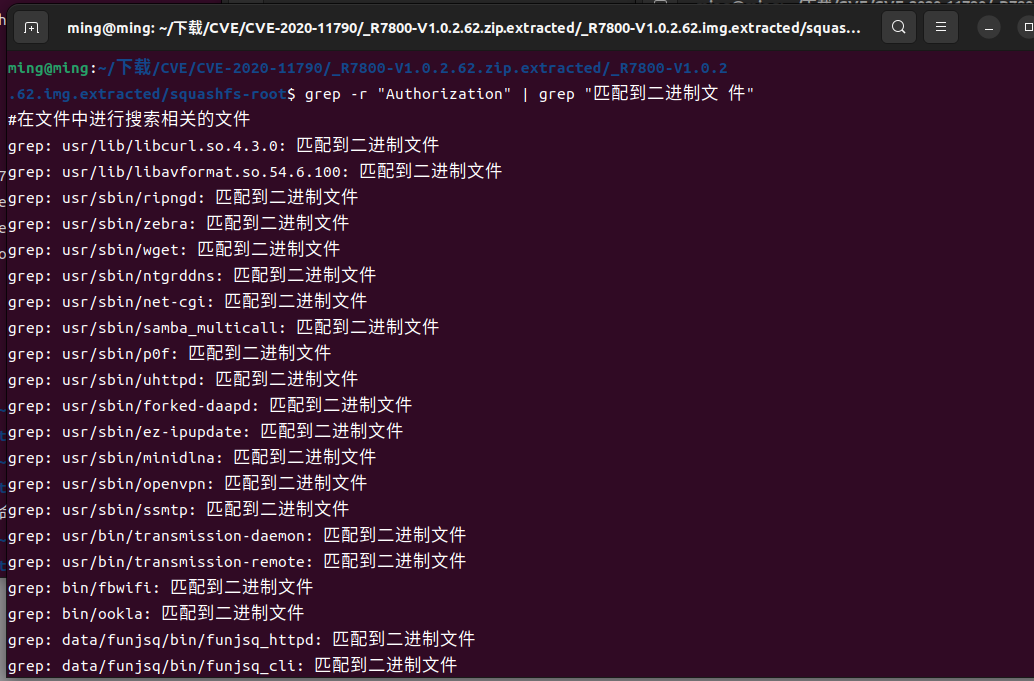 ming@ming: ~/下载/CVE/CVE-2020-11790/_R7800-V1.0.2.62.zip.extracted/_R7800-V1.0.2.62.img.extracted/squas...
ming@ming:~/下载/CVE/CVE-2020-11790/_R7800-V1.0.2.62.zip.extracted/_R7800-V1.0.2
.62.img.extracted/squashfs-root$ grep -r "Authorization" | grep "匹配到二进制文 件"
#在文件中进行搜索相关的文件
grep: usr/lib/libcurl.so.4.3.0: 匹配到二进制文件
grep: usr/lib/libavformat.so.54.6.100: 匹配到二进制文件
grep: usr/sbin/ripngd: 匹配到二进制文件
grep: usr/sbin/zebra: 匹配到二进制文件
grep: usr/sbin/wget: 匹配到二进制文件
grep: usr/sbin/ntgrddns: 匹配到二进制文件
grep: usr/sbin/net-cgi: 匹配到二进制文件
grep: usr/sbin/samba_multicall: 匹配到二进制文件
grep: usr/sbin/p0f: 匹配到二进制文件
grep: usr/sbin/uhttpd: 匹配到二进制文件
grep: usr/sbin/forked-daapd: 匹配到二进制文件
grep: usr/sbin/ez-ipupdate: 匹配到二进制文件
grep: usr/sbin/minidlna: 匹配到二进制文件
grep: usr/sbin/openvpn: 匹配到二进制文件
grep: usr/sbin/ssmtp: 匹配到二进制文件
grep: usr/bin/transmission-daemon: 匹配到二进制文件
grep: usr/bin/transmission-remote: 匹配到二进制文件
grep: bin/fbwifi: 匹配到二进制文件
grep: bin/ookla: 匹配到二进制文件
grep: data/funjsq/bin/funjsq_httpd: 匹配到二进制文件
grep: data/funjsq/bin/funjsq_cli: 匹配到二进制文件